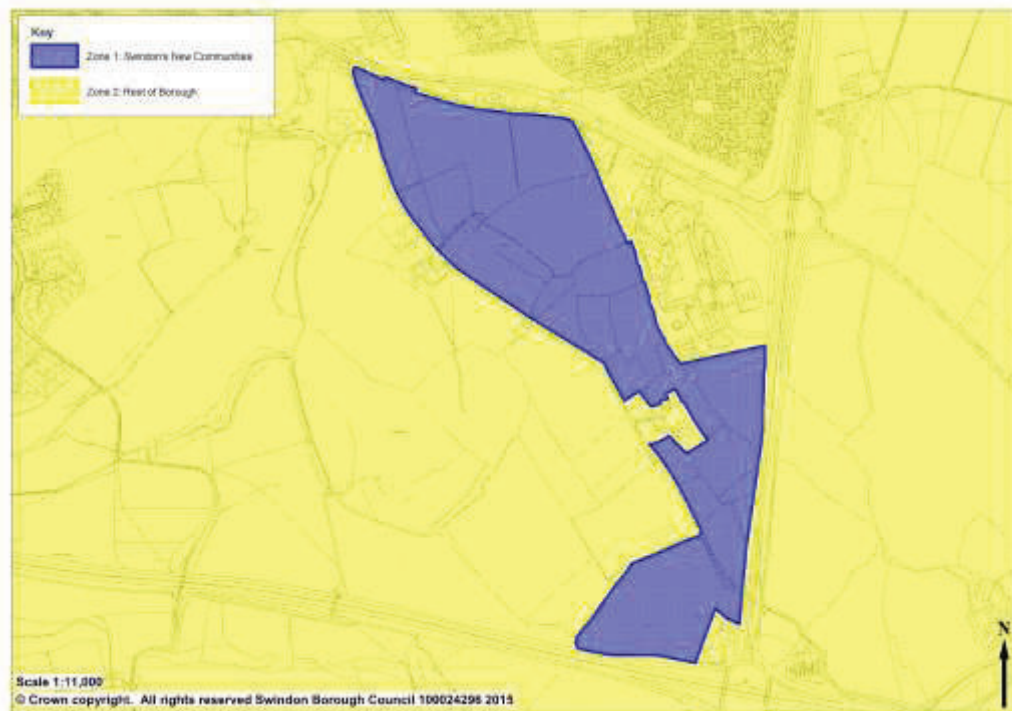 Key
Zone 1: Swindon's New Communities
Zone 2: Rest of Borough
N
Scale 1:11,000
© Crown copyright. All rights reserved Swindon Borough Council 100024296 2015